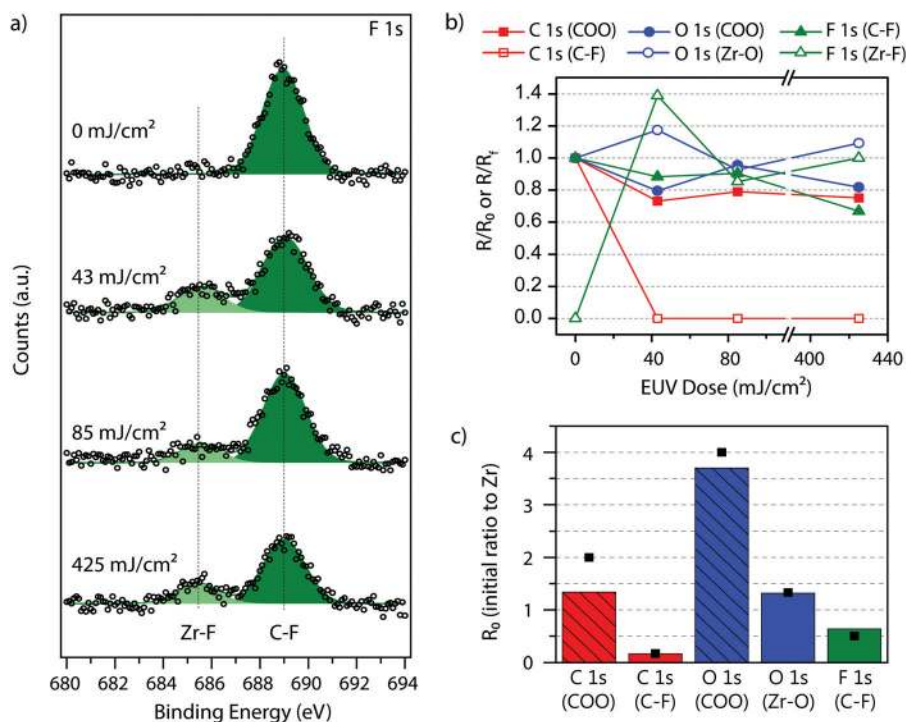 a)
F 1s
0 mJ/cm²
43 mJ/cm²
85 mJ/cm²
425 mJ/cm²
Zr-F
C-F
Counts (a.u.)
680 682 684 686 688 690 692 694
Binding Energy (eV)
b)
C 1s (COO) O 1s (COO) F 1s (C-F)
C 1s (C-F) O 1s (Zr-O) F 1s (Zr-F)
1.4
1.2
1.0
0.8
0.6
0.4
0.2
0.0
R/R₀ or R/R_f
0 40 80 400 440
EUV Dose (mJ/cm²)
c)
4
3
2
1
0
R₀ (initial ratio to Zr)
C 1s C 1s O 1s O 1s F 1s
(COO) (C-F) (COO) (Zr-O) (C-F)